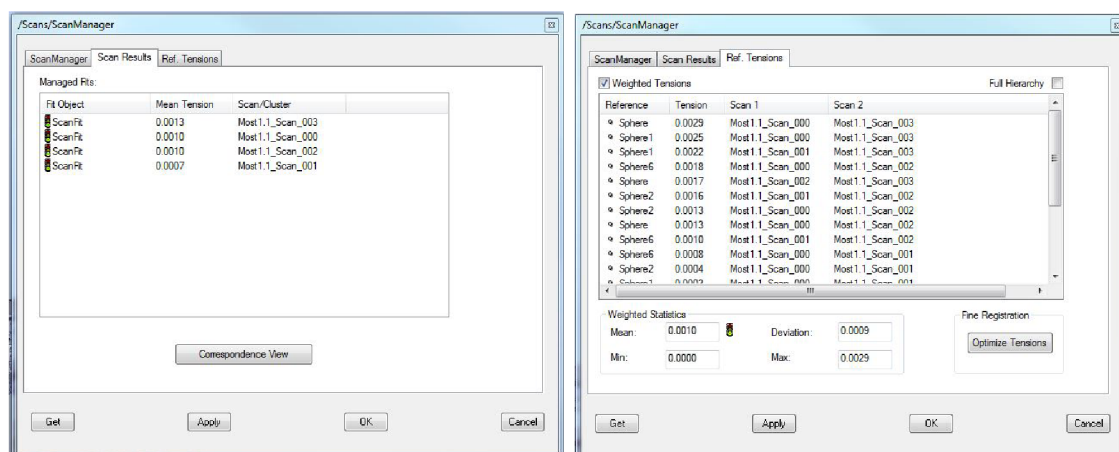 /Scans/ScanManager
ScanManager Scan Results Ref. Tensions
Managed Fits:
Fit Object Mean Tension Scan/Cluster
ScanFit 0.0013 Most1.1_Scan_003
ScanFit 0.0010 Most1.1_Scan_000
ScanFit 0.0010 Most1.1_Scan_002
ScanFit 0.0007 Most1.1_Scan_001
Correspondence View
Get Apply OK Cancel
/Scans/ScanManager
ScanManager Scan Results Ref. Tensions
Weighted Tensions Full Hierarchy
Reference Tension Scan 1 Scan 2
Sphere 0.0029 Most1.1_Scan_000 Most1.1_Scan_003
Sphere1 0.0025 Most1.1_Scan_000 Most1.1_Scan_003
Sphere1 0.0022 Most1.1_Scan_001 Most1.1_Scan_003
Sphere6 0.0018 Most1.1_Scan_000 Most1.1_Scan_002
Sphere 0.0017 Most1.1_Scan_002 Most1.1_Scan_003
Sphere2 0.0016 Most1.1_Scan_001 Most1.1_Scan_002
Sphere2 0.0013 Most1.1_Scan_000 Most1.1_Scan_002
Sphere 0.0013 Most1.1_Scan_000 Most1.1_Scan_002
Sphere6 0.0010 Most1.1_Scan_001 Most1.1_Scan_002
Sphere6 0.0008 Most1.1_Scan_000 Most1.1_Scan_001
Sphere2 0.0004 Most1.1_Scan_000 Most1.1_Scan_001
Sphere1 Most1.1_Scan_000 Most1.1_Scan_001
Weighted Statistics
Mean: 0.0010 Deviation: 0.0009
Min: 0.0000 Max: 0.0029
Fine Registration
Optimize Tensions
Get Apply OK Cancel